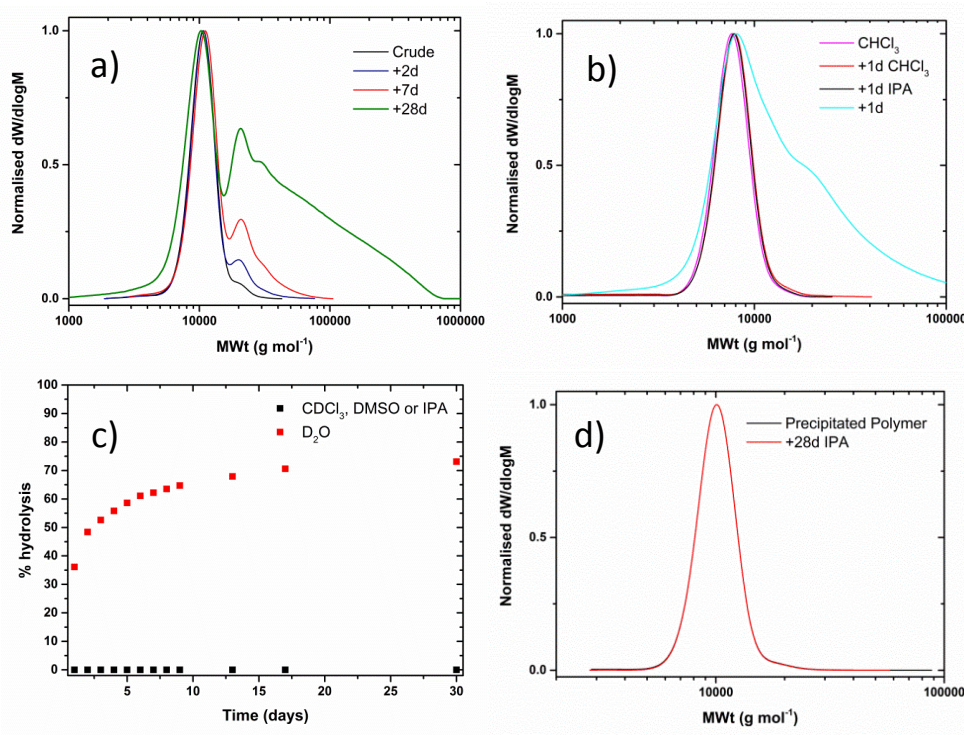 a)
Crude
+2d
+7d
+28d
Normalised dW/dlogM
1.0
0.5
0.0
1000
10000
100000
1000000
MWt (g mol⁻¹)
b)
CHCl₃
+1d CHCl₃
+1d IPA
+1d
Normalised dW/dlogM
1.0
0.5
0.0
1000
10000
100000
MWt (g mol⁻¹)
c)
CDCl₃, DMSO or IPA
D₂O
% hydrolysis
100
90
80
70
60
50
40
30
20
10
0
5
10
15
20
25
30
Time (days)
d)
Precipitated Polymer
+28d IPA
Normalised dW/dlogM
1.0
0.5
0.0
10000
100000
MWt (g mol⁻¹)